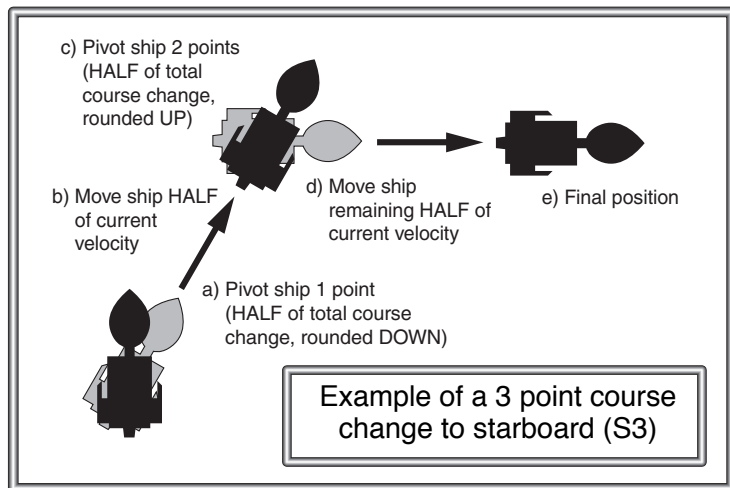 c) Pivot ship 2 points
(HALF of total
course change,
rounded UP)
b) Move ship HALF
of current
velocity
d) Move ship
remaining HALF of
current velocity
e) Final position
a) Pivot ship 1 point
(HALF of total course
change, rounded DOWN)
Example of a 3 point course
change to starboard (S3)